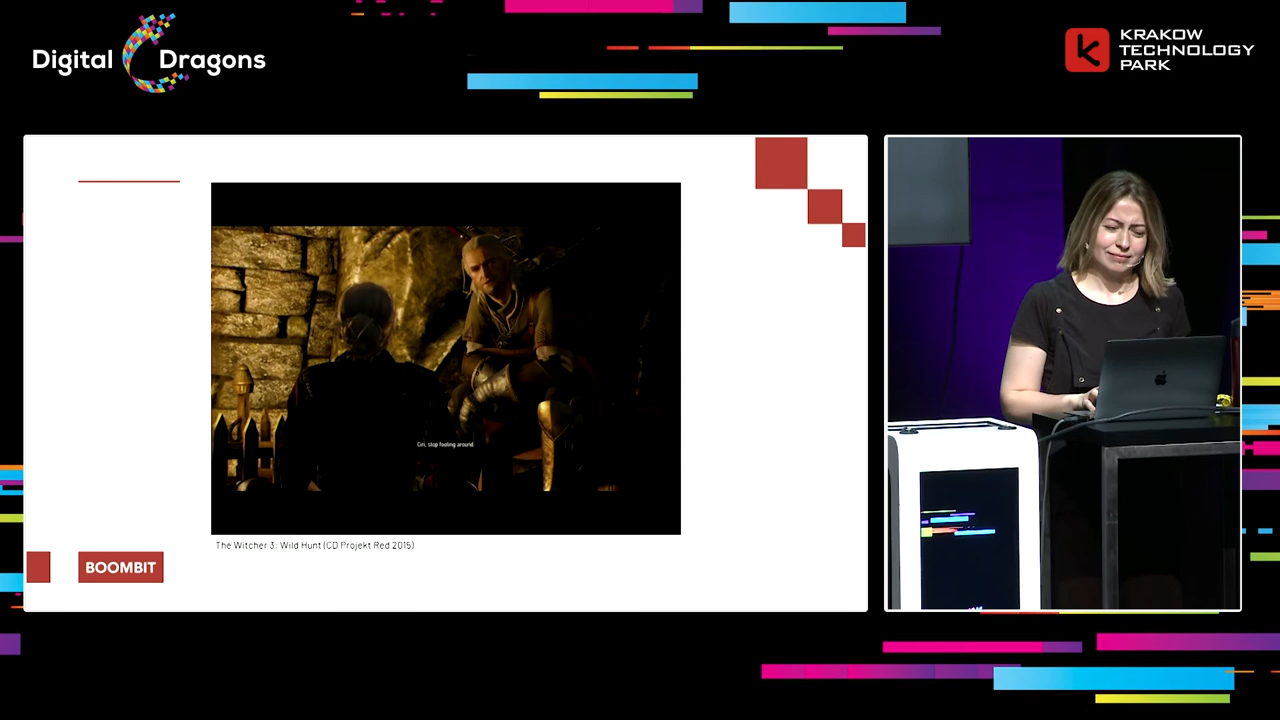 Digital Dragons
KRAKOW
TECHNOLOGY
PARK
Ciri, stop fooling around.
The Witcher 3: Wild Hunt (CD Projekt Red 2015)
BOOMBIT